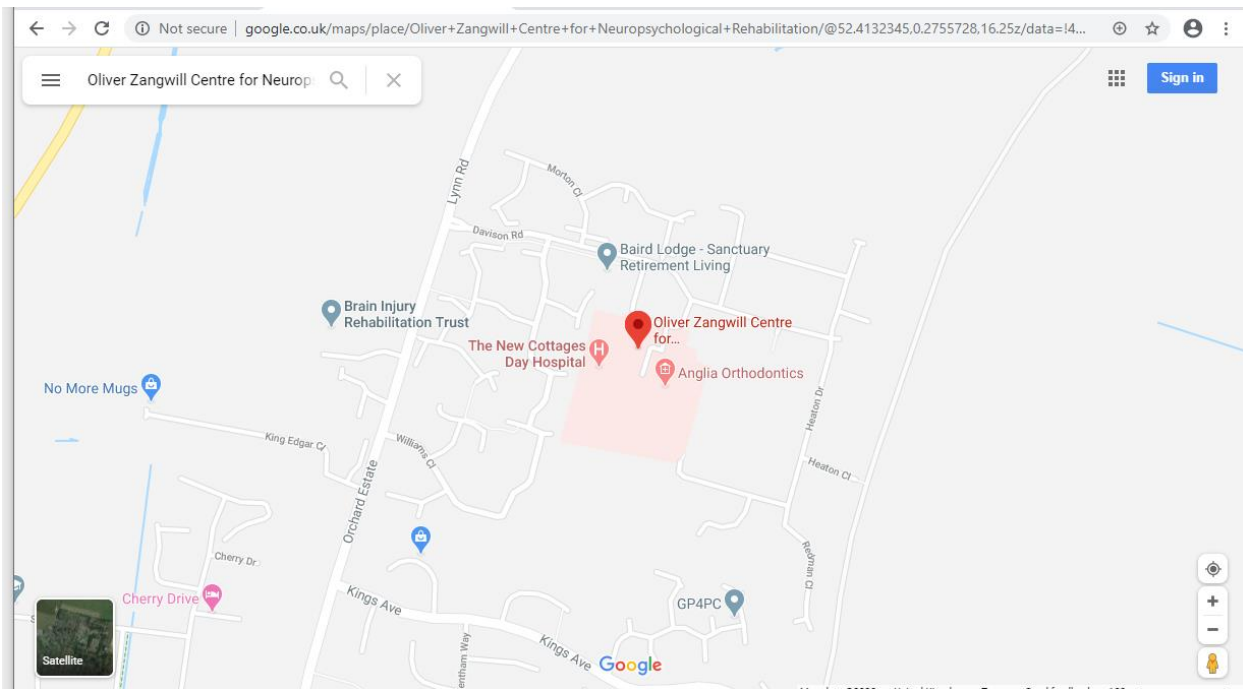 Not secure | google.co.uk/maps/place/Oliver+Zangwill+Centre+for+Neuropsychological+Rehabilitation/@52.4132345,0.2755728,16.25z/data=!4...
Oliver Zangwill Centre for Neurop
Sign in
Lynn Rd
Morton Cl
Davison Rd
Baird Lodge - Sanctuary
Retirement Living
Brain Injury
Rehabilitation Trust
Oliver Zangwill Centre
for...
The New Cottages
Day Hospital
Anglia Orthodontics
No More Mugs
Heaton Dr
King Edgar Cl
Williams Cl
Heaton Cl
Orchard Estate
Redman Cl
Cherry Dr
Cherry Drive
Kings Ave
GP4PC
Kings Ave
entham Way
Google
Satellite